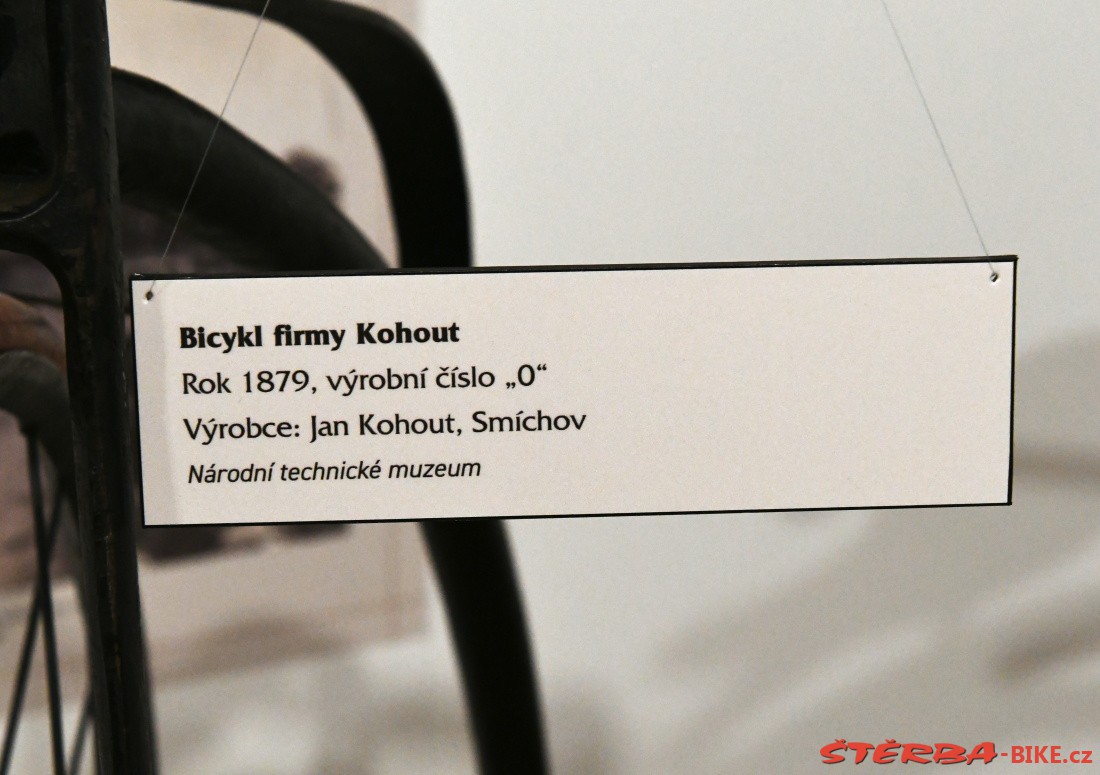 Bicykl firmy Kohout
Rok 1879, výrobní číslo „0“
Výrobce: Jan Kohout, Smíchov
Národní technické muzeum
ŠTĚRBA-BIKE.cz